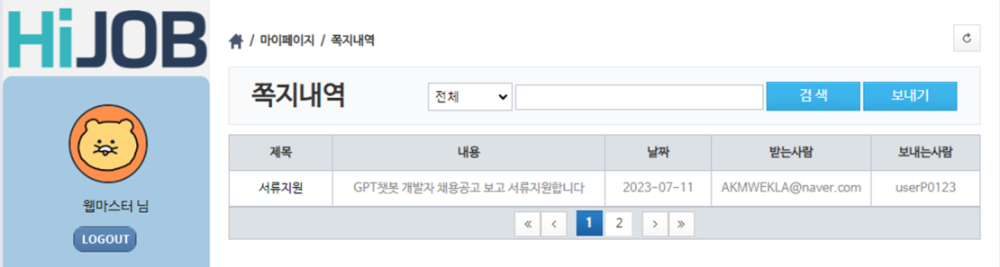 HiJOB
/ 마이페이지 / 쪽지내역
쪽지내역 전체 검 색 보내기
웹마스터 님
LOGOUT
제목 내용 날짜 받는사람 보내는사람
서류지원 GPT챗봇 개발자 채용공고 보고 서류지원합니다 2023-07-11 AKMWEKLA@naver.com userP0123
« ‹ 1 2 › »